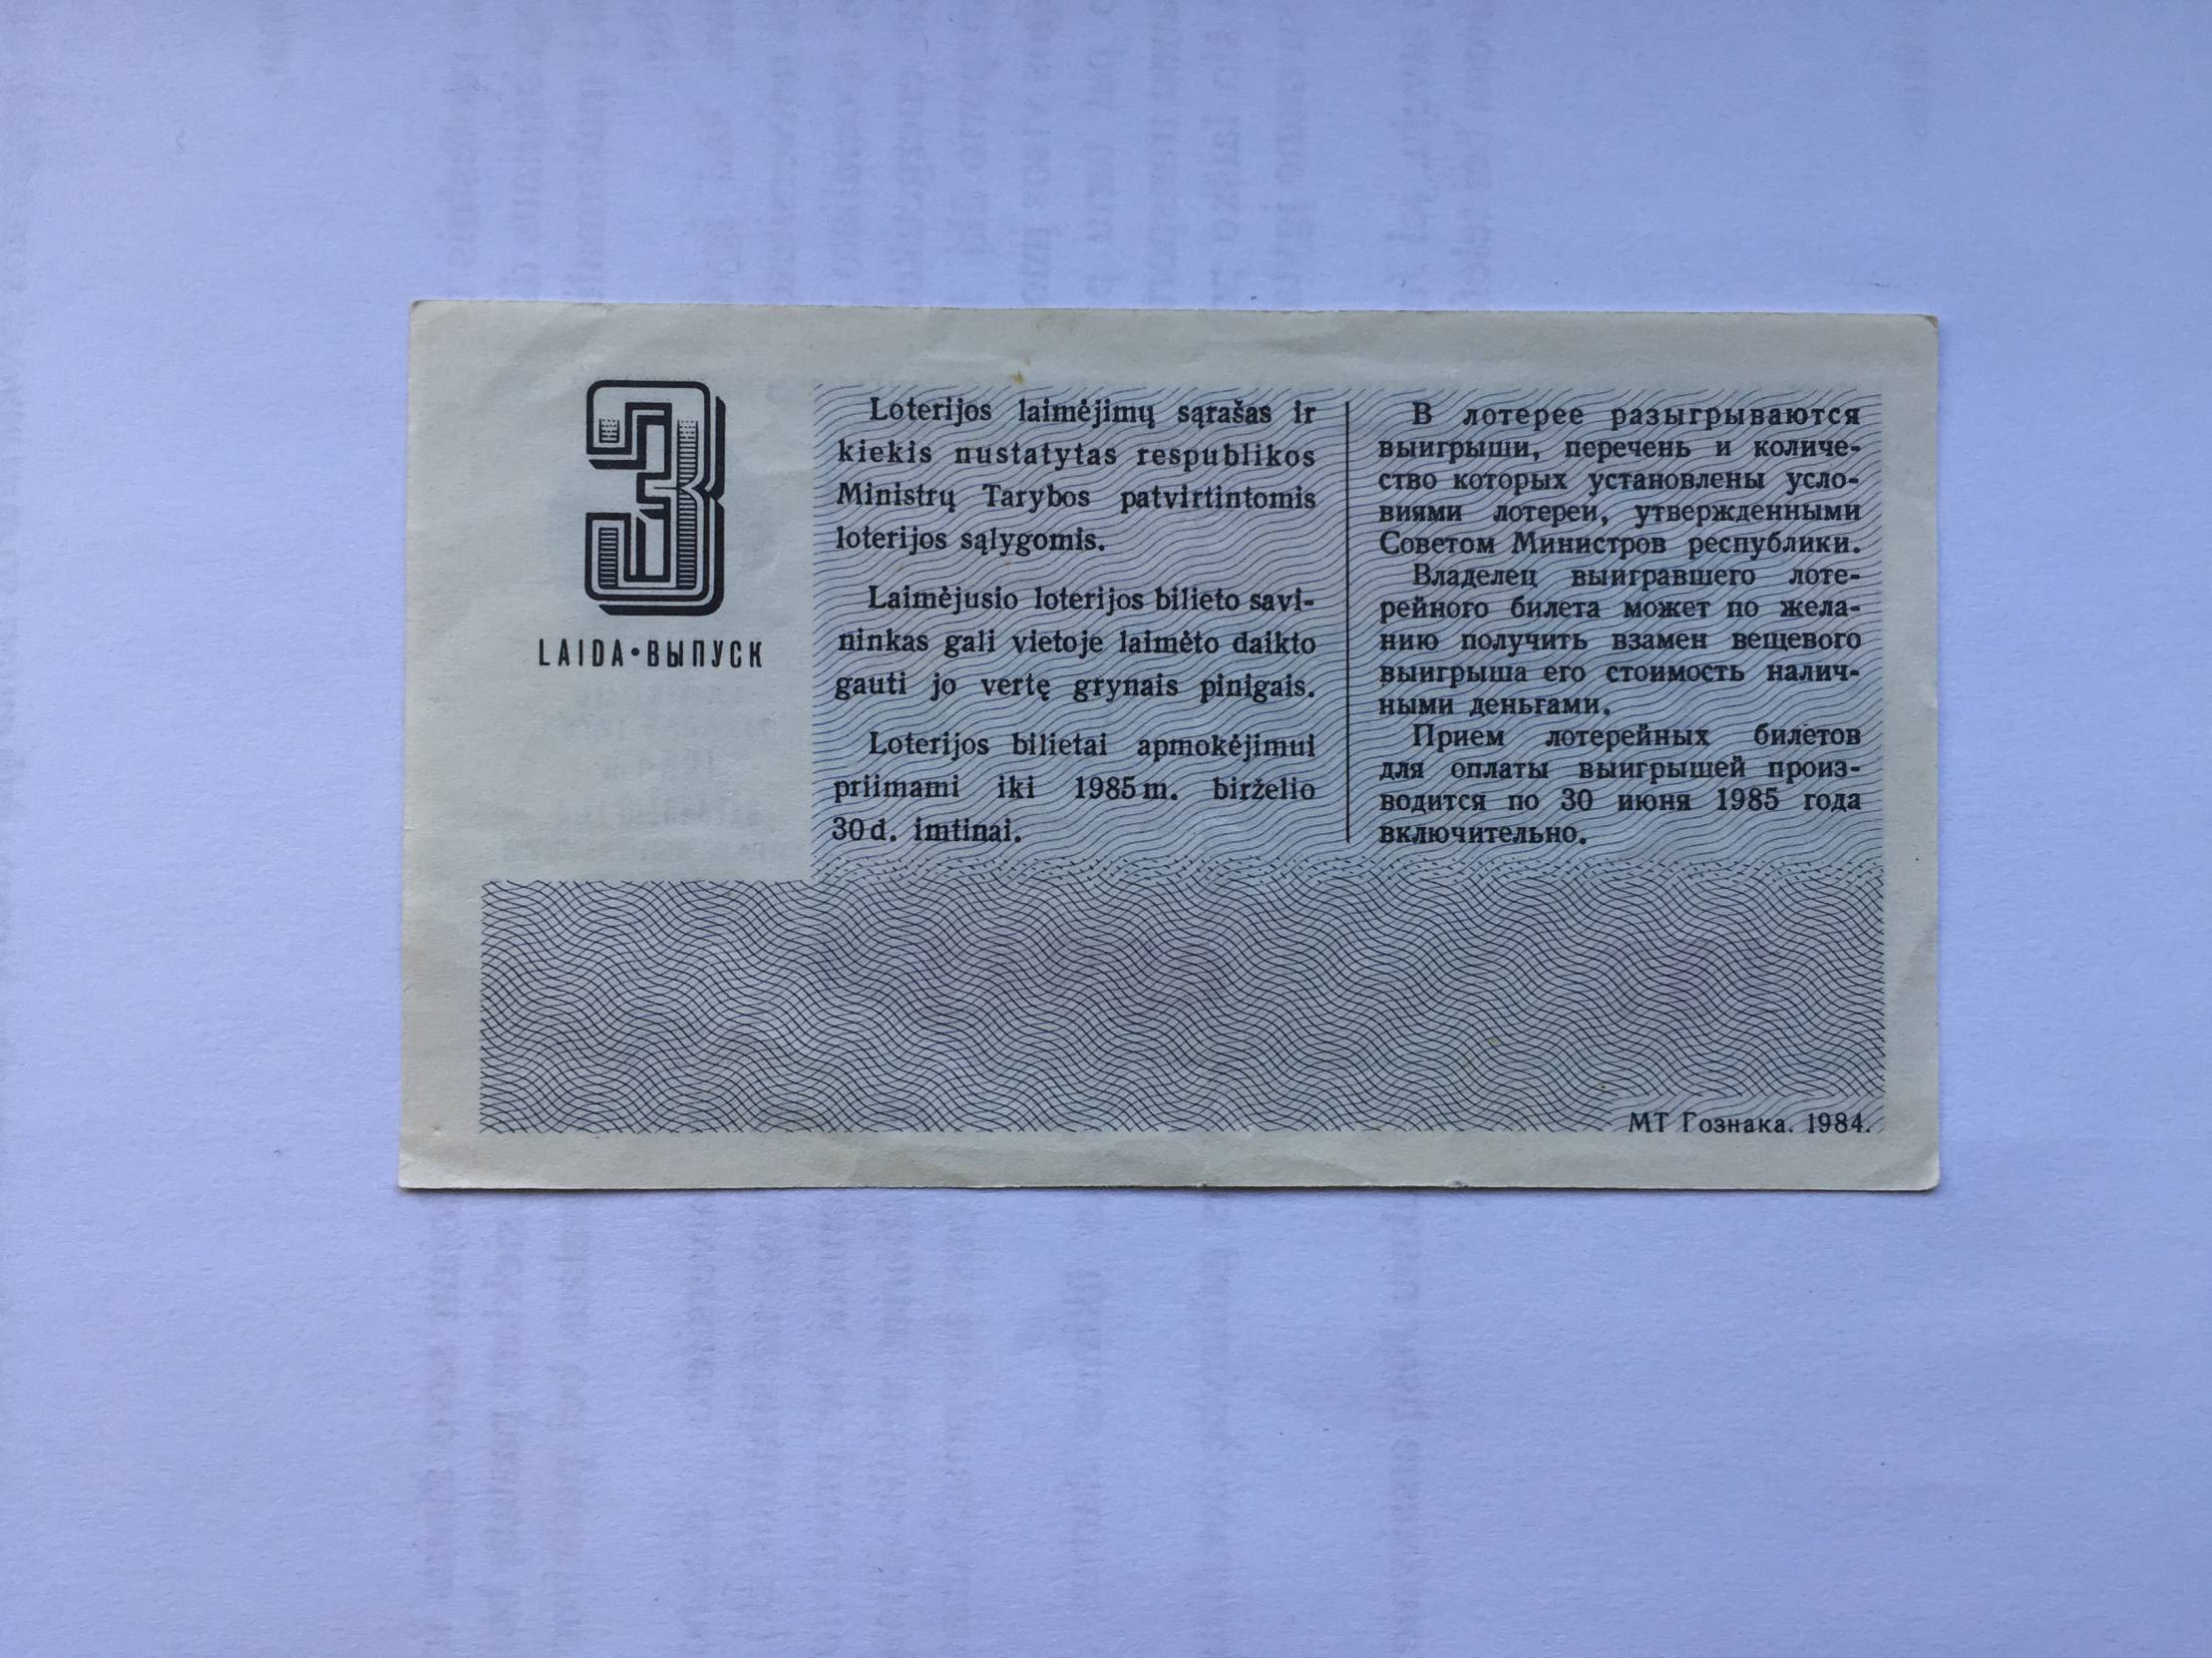 3
LAIDA•ВЫПУСК
Loterijos laimėjimų sąrašas ir
kiekis nustatytas respublikos
Ministrų Tarybos patvirtintomis
loterijos sąlygomis.
Laimėjusio loterijos bilieto savi-
ninkas gali vietoje laimėto daikto
gauti jo vertę grynais pinigais.
Loterijos bilietai apmokėjimui
priimami iki 1985 m. birželio
30 d. imtinai.
В лотерее разыгрываются
выигрыши, перечень и количе-
ство которых установлены усло-
виями лотереи, утвержденными
Советом Министров республики.
Владелец выигравшего лоте-
рейного билета может по жела-
нию получить взамен вещевого
выигрыша его стоимость налич-
ными деньгами.
Прием лотерейных билетов
для оплаты выигрышей произ-
водится по 30 июня 1985 года
включительно.
МТ Гознака. 1984.